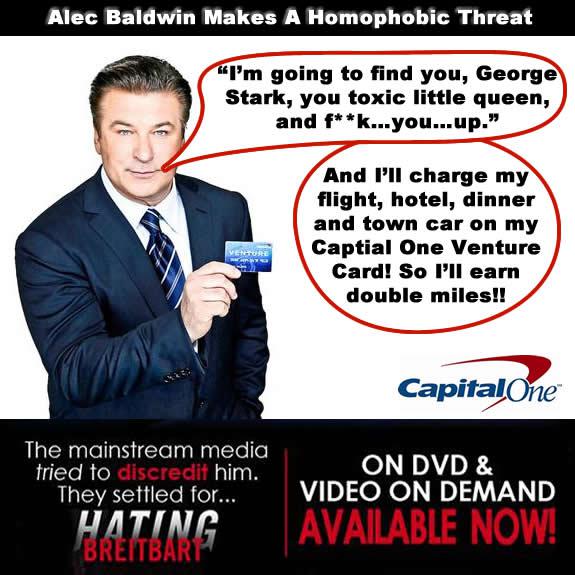 Alec Baldwin Makes A Homophobic Threat
“I’m going to find you, George
Stark, you toxic little queen,
and f**k...you...up.”
And I’ll charge my
flight, hotel, dinner
and town car on my
Captial One Venture
Card! So I’ll earn
double miles!!
VENTURE
CapitalOne™
The mainstream media
tried to discredit him.
They settled for...
HATING
BREITBART
ON DVD &
VIDEO ON DEMAND
AVAILABLE NOW!